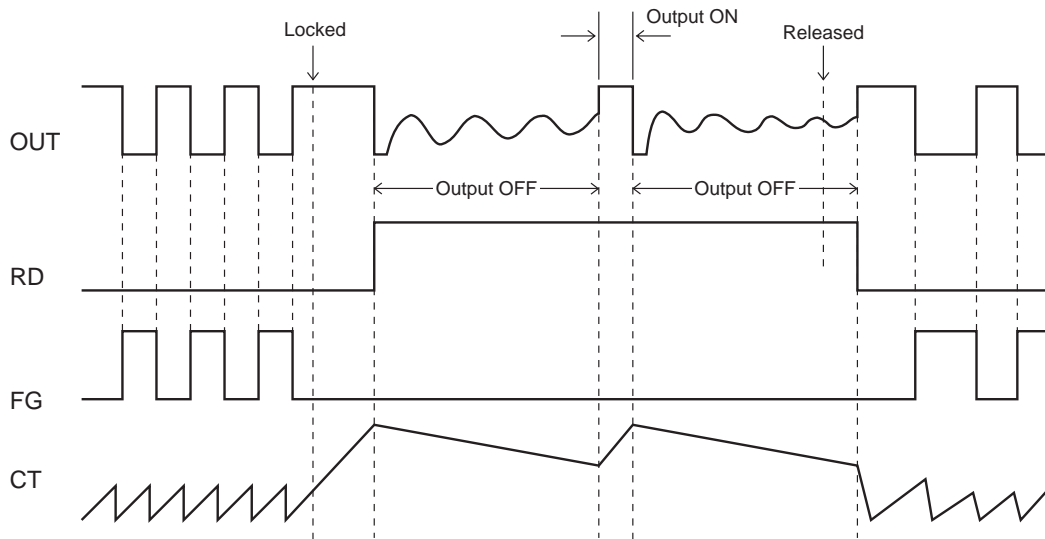 Output ON
Locked
Released
OUT
Output OFF
Output OFF
RD
FG
CT